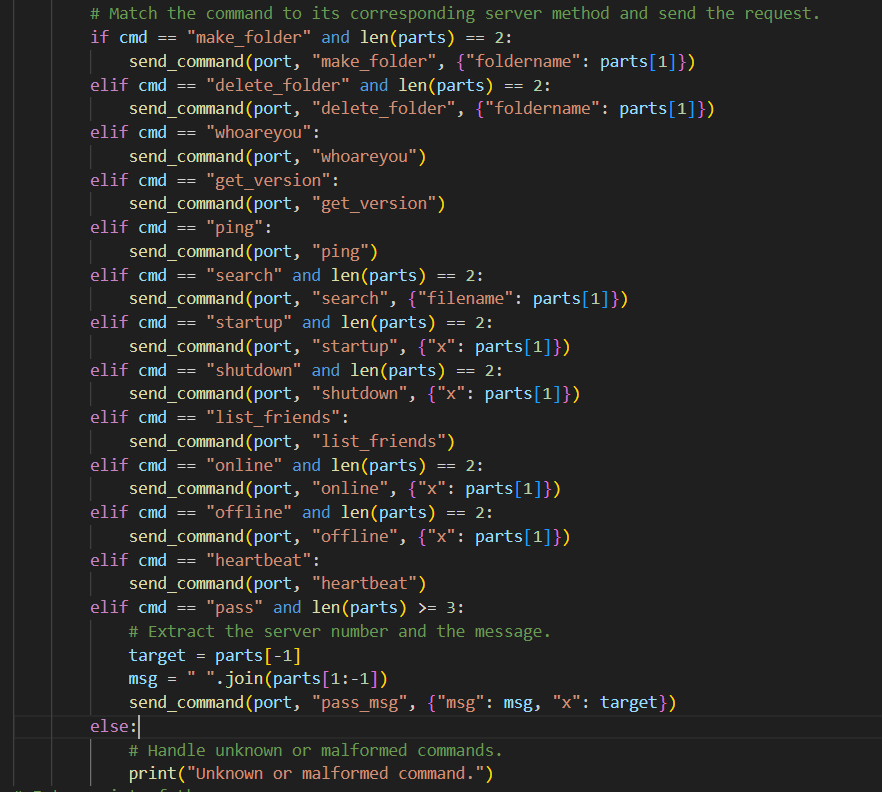 # Match the command to its corresponding server method and send the request.
if cmd == "make_folder" and len(parts) == 2:
send_command(port, "make_folder", {"foldername": parts[1]})
elif cmd == "delete_folder" and len(parts) == 2:
send_command(port, "delete_folder", {"foldername": parts[1]})
elif cmd == "whoareyou":
send_command(port, "whoareyou")
elif cmd == "get_version":
send_command(port, "get_version")
elif cmd == "ping":
send_command(port, "ping")
elif cmd == "search" and len(parts) == 2:
send_command(port, "search", {"filename": parts[1]})
elif cmd == "startup" and len(parts) == 2:
send_command(port, "startup", {"x": parts[1]})
elif cmd == "shutdown" and len(parts) == 2:
send_command(port, "shutdown", {"x": parts[1]})
elif cmd == "list_friends":
send_command(port, "list_friends")
elif cmd == "online" and len(parts) == 2:
send_command(port, "online", {"x": parts[1]})
elif cmd == "offline" and len(parts) == 2:
send_command(port, "offline", {"x": parts[1]})
elif cmd == "heartbeat":
send_command(port, "heartbeat")
elif cmd == "pass" and len(parts) >= 3:
# Extract the server number and the message.
target = parts[-1]
msg = " ".join(parts[1:-1])
send_command(port, "pass_msg", {"msg": msg, "x": target})
else:
# Handle unknown or malformed commands.
print("Unknown or malformed command.")